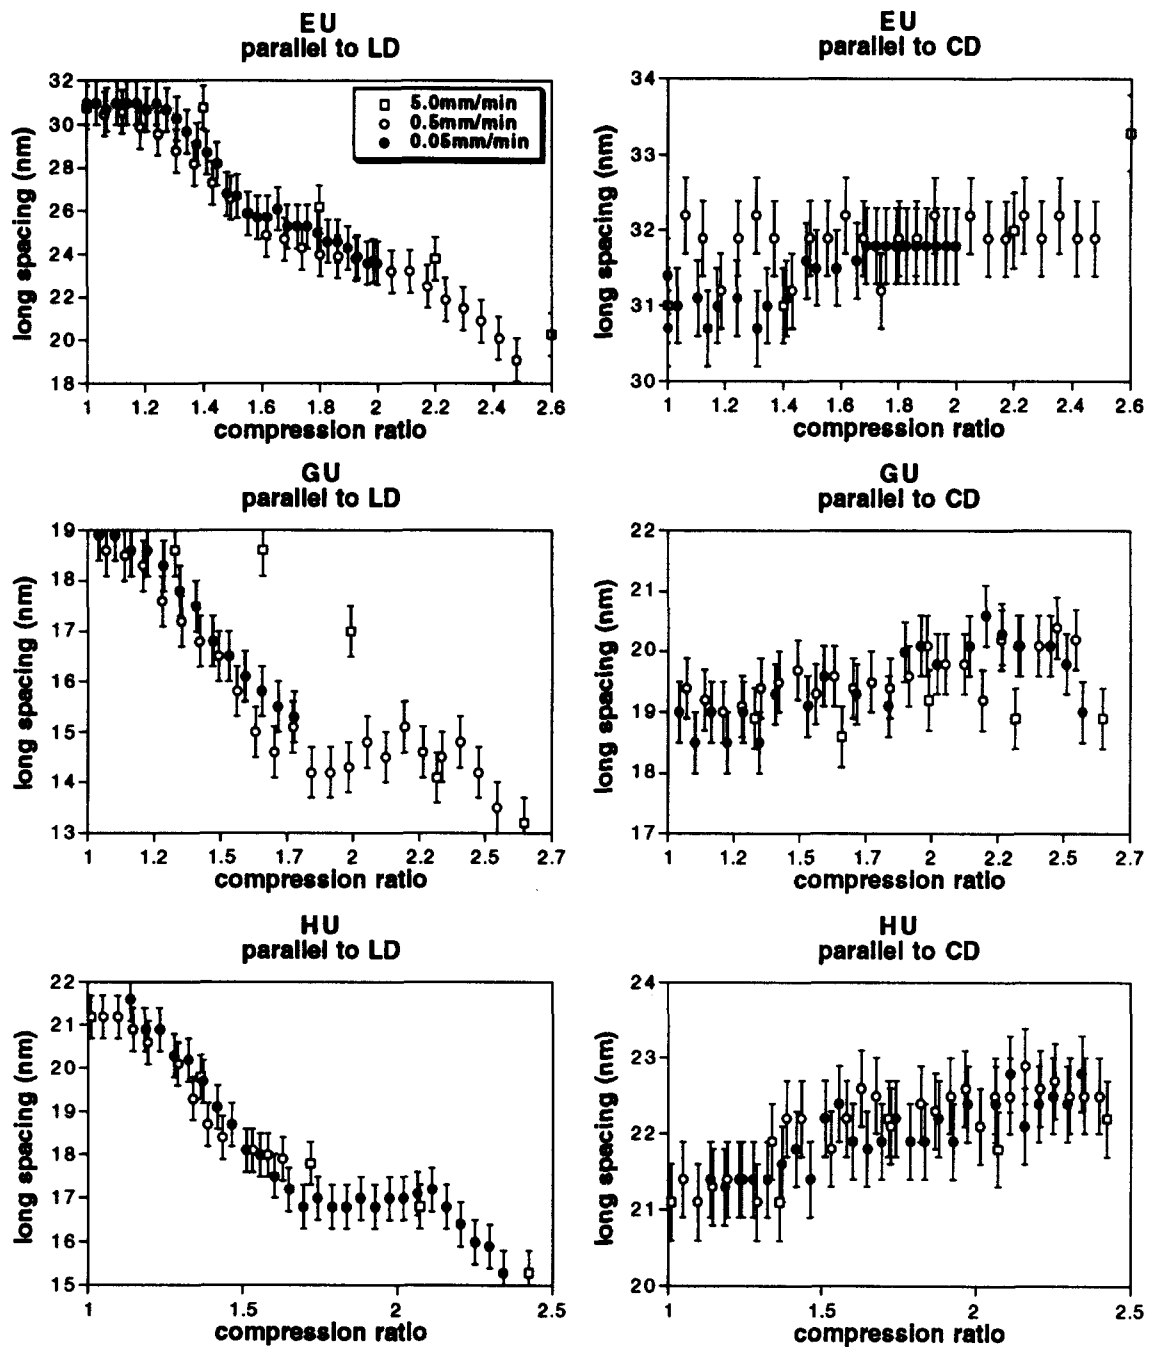 EU
parallel to LD
32
30
28
26
24
22
20
18
long spacing (nm)
5.0mm/min
0.5mm/min
0.05mm/min
1 1.2 1.4 1.6 1.8 2 2.2 2.4 2.6
compression ratio
EU
parallel to CD
34
33
32
31
30
long spacing (nm)
1 1.2 1.4 1.6 1.8 2 2.2 2.4 2.6
compression ratio
GU
parallel to LD
19
18
17
16
15
14
13
long spacing (nm)
1 1.2 1.5 1.7 2 2.2 2.5 2.7
compression ratio
GU
parallel to CD
22
21
20
19
18
17
long spacing (nm)
1 1.2 1.5 1.7 2 2.2 2.5 2.7
compression ratio
HU
parallel to LD
22
21
20
19
18
17
16
15
long spacing (nm)
1 1.5 2 2.5
compression ratio
HU
parallel to CD
24
23
22
21
20
long spacing (nm)
1 1.5 2 2.5
compression ratio